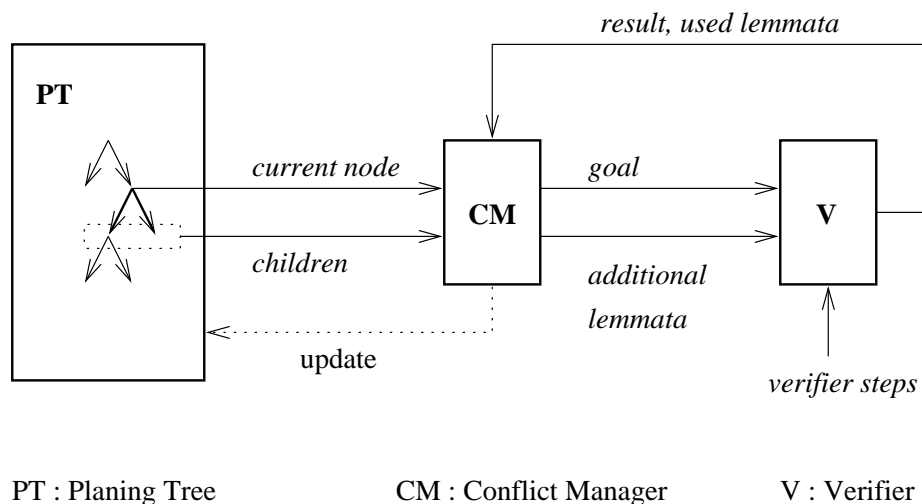 result, used lemmata
PT
current node
goal
CM
V
children
additional
lemmata
update
verifier steps
PT : Planing Tree
CM : Conflict Manager
V : Verifier